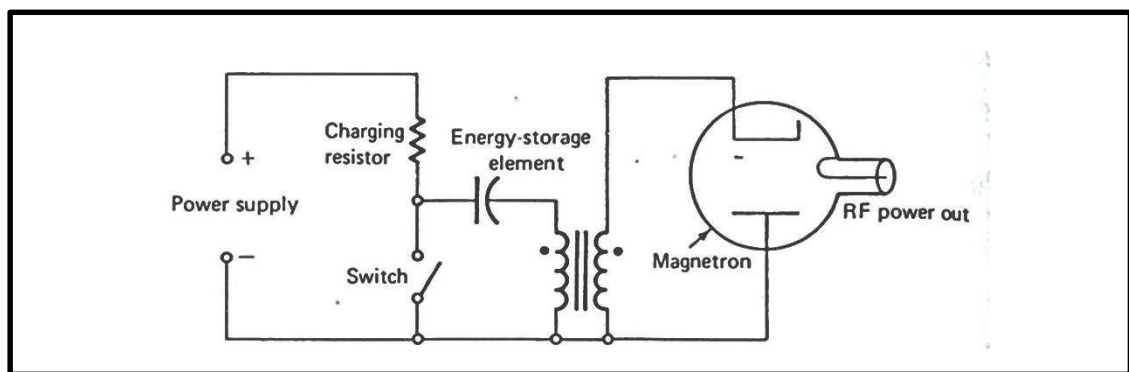 Charging
resistor
Energy-storage
element
+
Power supply
−
Switch
Magnetron
RF power out